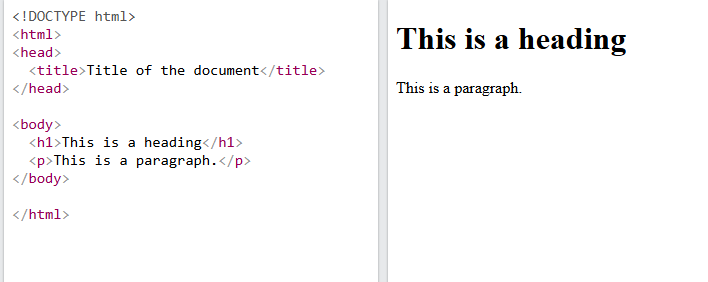 <!DOCTYPE html>
<html>
<head>
  <title>Title of the document</title>
</head>

<body>
  <h1>This is a heading</h1>
  <p>This is a paragraph.</p>
</body>

</html>
This is a heading
This is a paragraph.